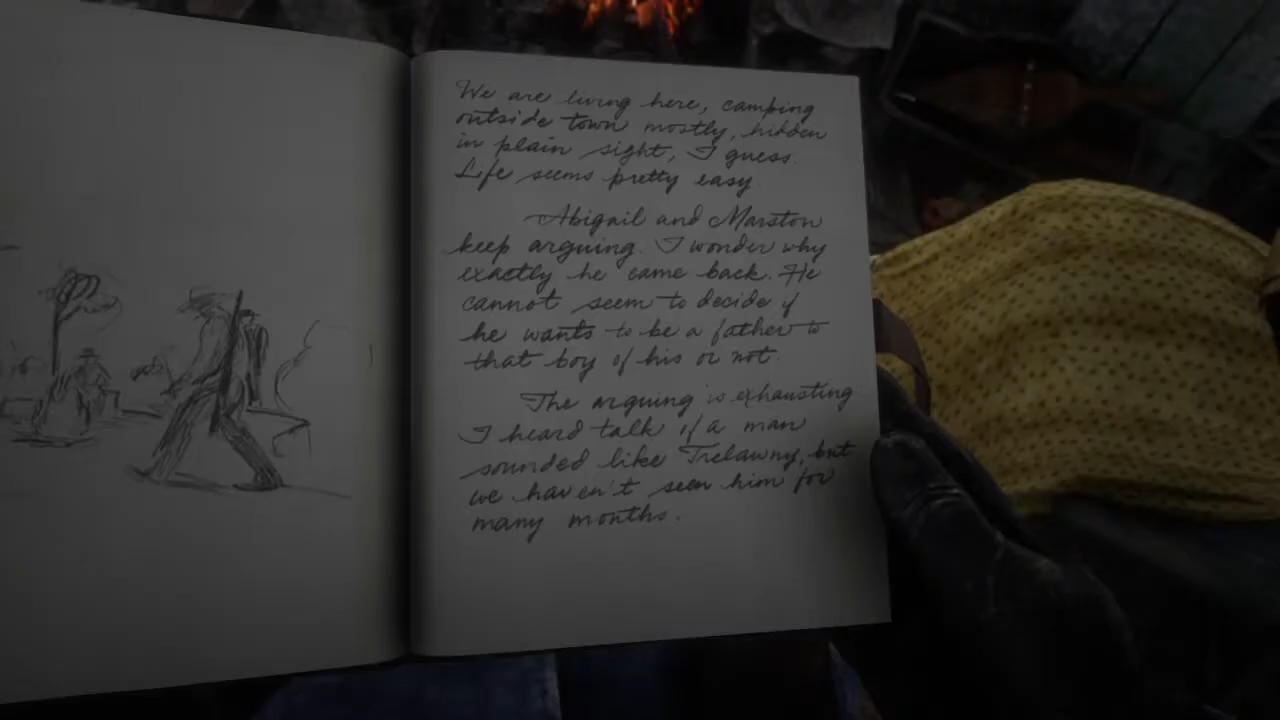 We are living here, camping
outside town mostly, hidden
in plain sight, I guess.
Life seems pretty easy.
Abigail and Marston
keep arguing. I wonder why
exactly he came back. He
cannot seem to decide if
he wants to be a father to
that boy of his or not.
The arguing is exhausting
I heard talk of a man
sounded like Trelawny, but
we haven't seen him for
many months.